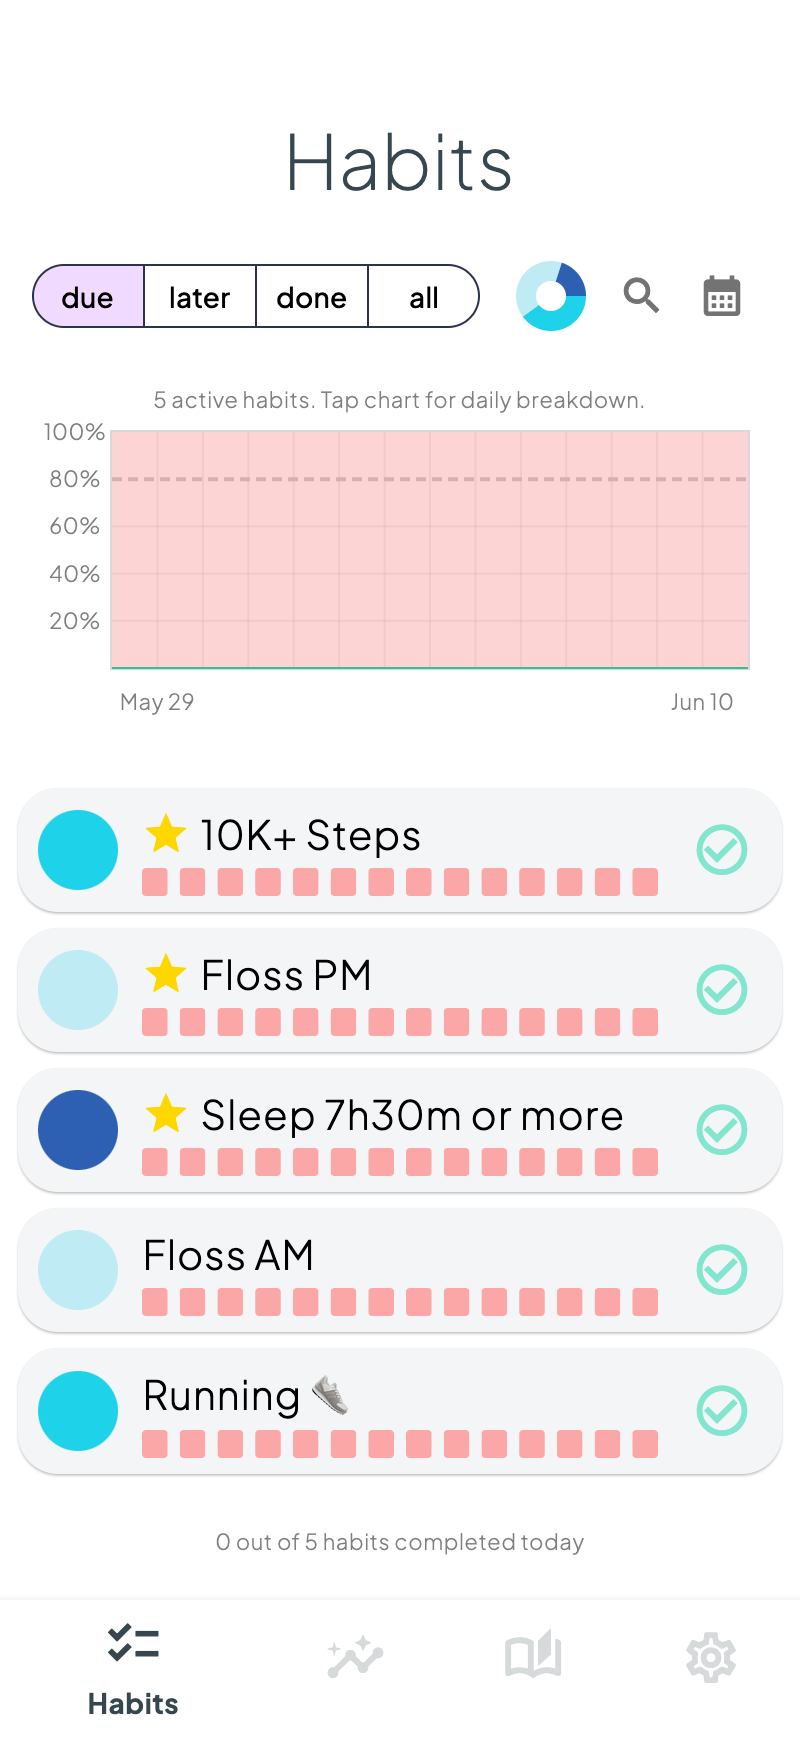 Habits
due later done all
5 active habits. Tap chart for daily breakdown.
100%
80%
60%
40%
20%
May 29 Jun 10
10K+ Steps
Floss PM
Sleep 7h30m or more
Floss AM
Running
0 out of 5 habits completed today
Habits